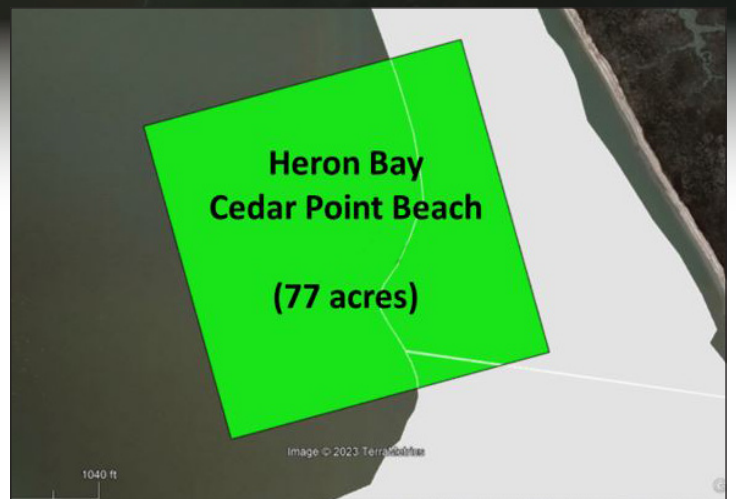 Heron Bay
Cedar Point Beach
(77 acres)
Image © 2023 TerraMetrics
1040 ft
G